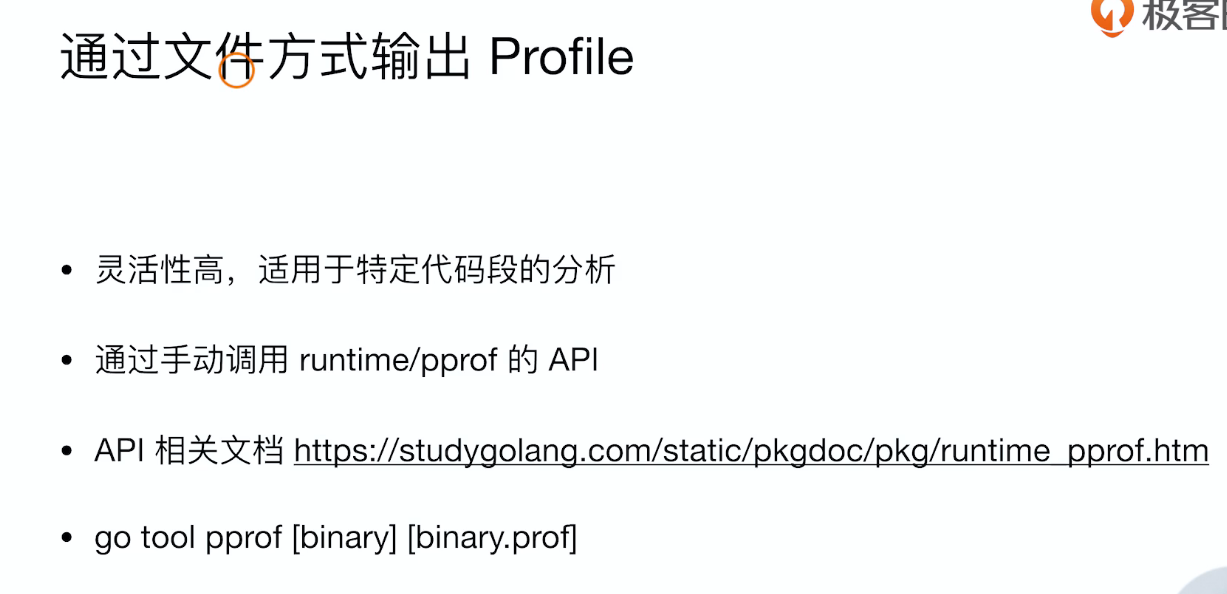 极客
通过文件方式输出 Profile
• 灵活性高，适用于特定代码段的分析
• 通过手动调用 runtime/pprof 的 API
• API 相关文档 https://studygolang.com/static/pkgdoc/pkg/runtime_pprof.htm
• go tool pprof [binary] [binary.prof]